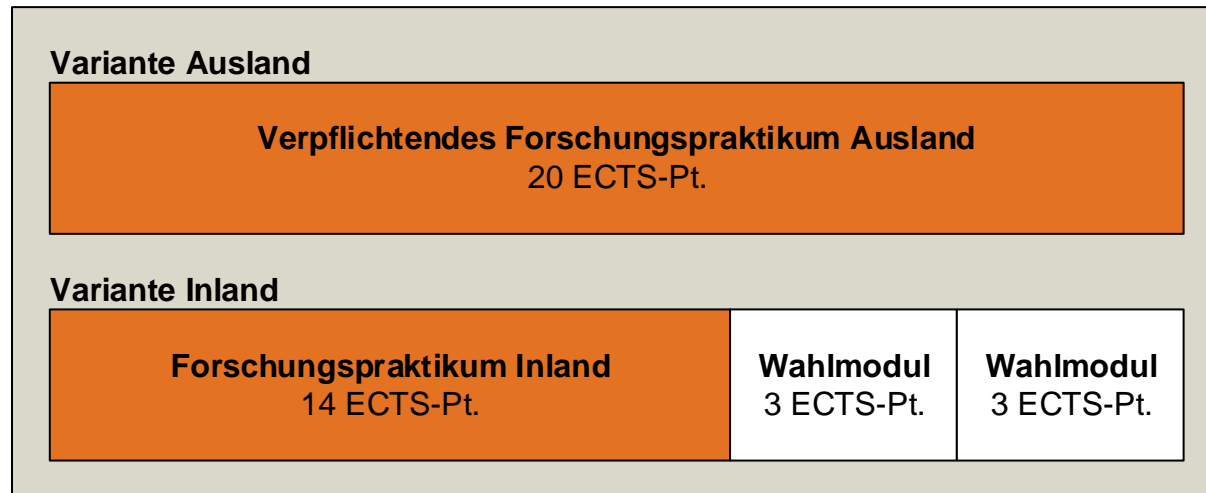 Variante Ausland
Verpflichtendes Forschungspraktikum Ausland
20 ECTS-Pt.
Variante Inland
Forschungspraktikum Inland
14 ECTS-Pt.
Wahlmodul
3 ECTS-Pt.
Wahlmodul
3 ECTS-Pt.